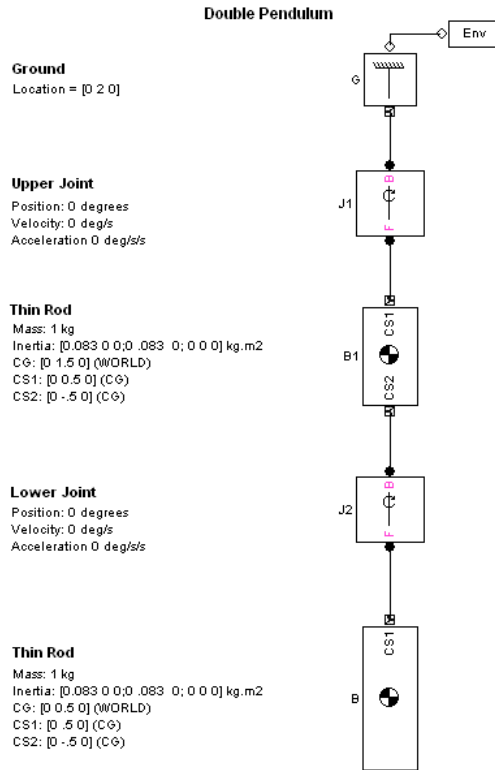 Double Pendulum
Env
Ground
Location = [0 2 0]
G
Upper Joint
Position: 0 degrees
Velocity: 0 deg/s
Acceleration 0 deg/s/s
J1
B
F
Thin Rod
Mass: 1 kg
Inertia: [0.083 0 0;0 .083  0; 0 0 0] kg.m2
CG: [0 1.5 0] (WORLD)
CS1: [0 0.5 0] (CG)
CS2: [0 -.5 0] (CG)
B1
CS1
CS2
Lower Joint
Position: 0 degrees
Velocity: 0 deg/s
Acceleration 0 deg/s/s
J2
B
F
Thin Rod
Mass: 1 kg
Inertia: [0.083 0 0;0 .083  0; 0 0 0] kg.m2
CG: [0 0.5 0] (WORLD)
CS1: [0 .5 0] (CG)
CS2: [0 -.5 0] (CG)
B
CS1